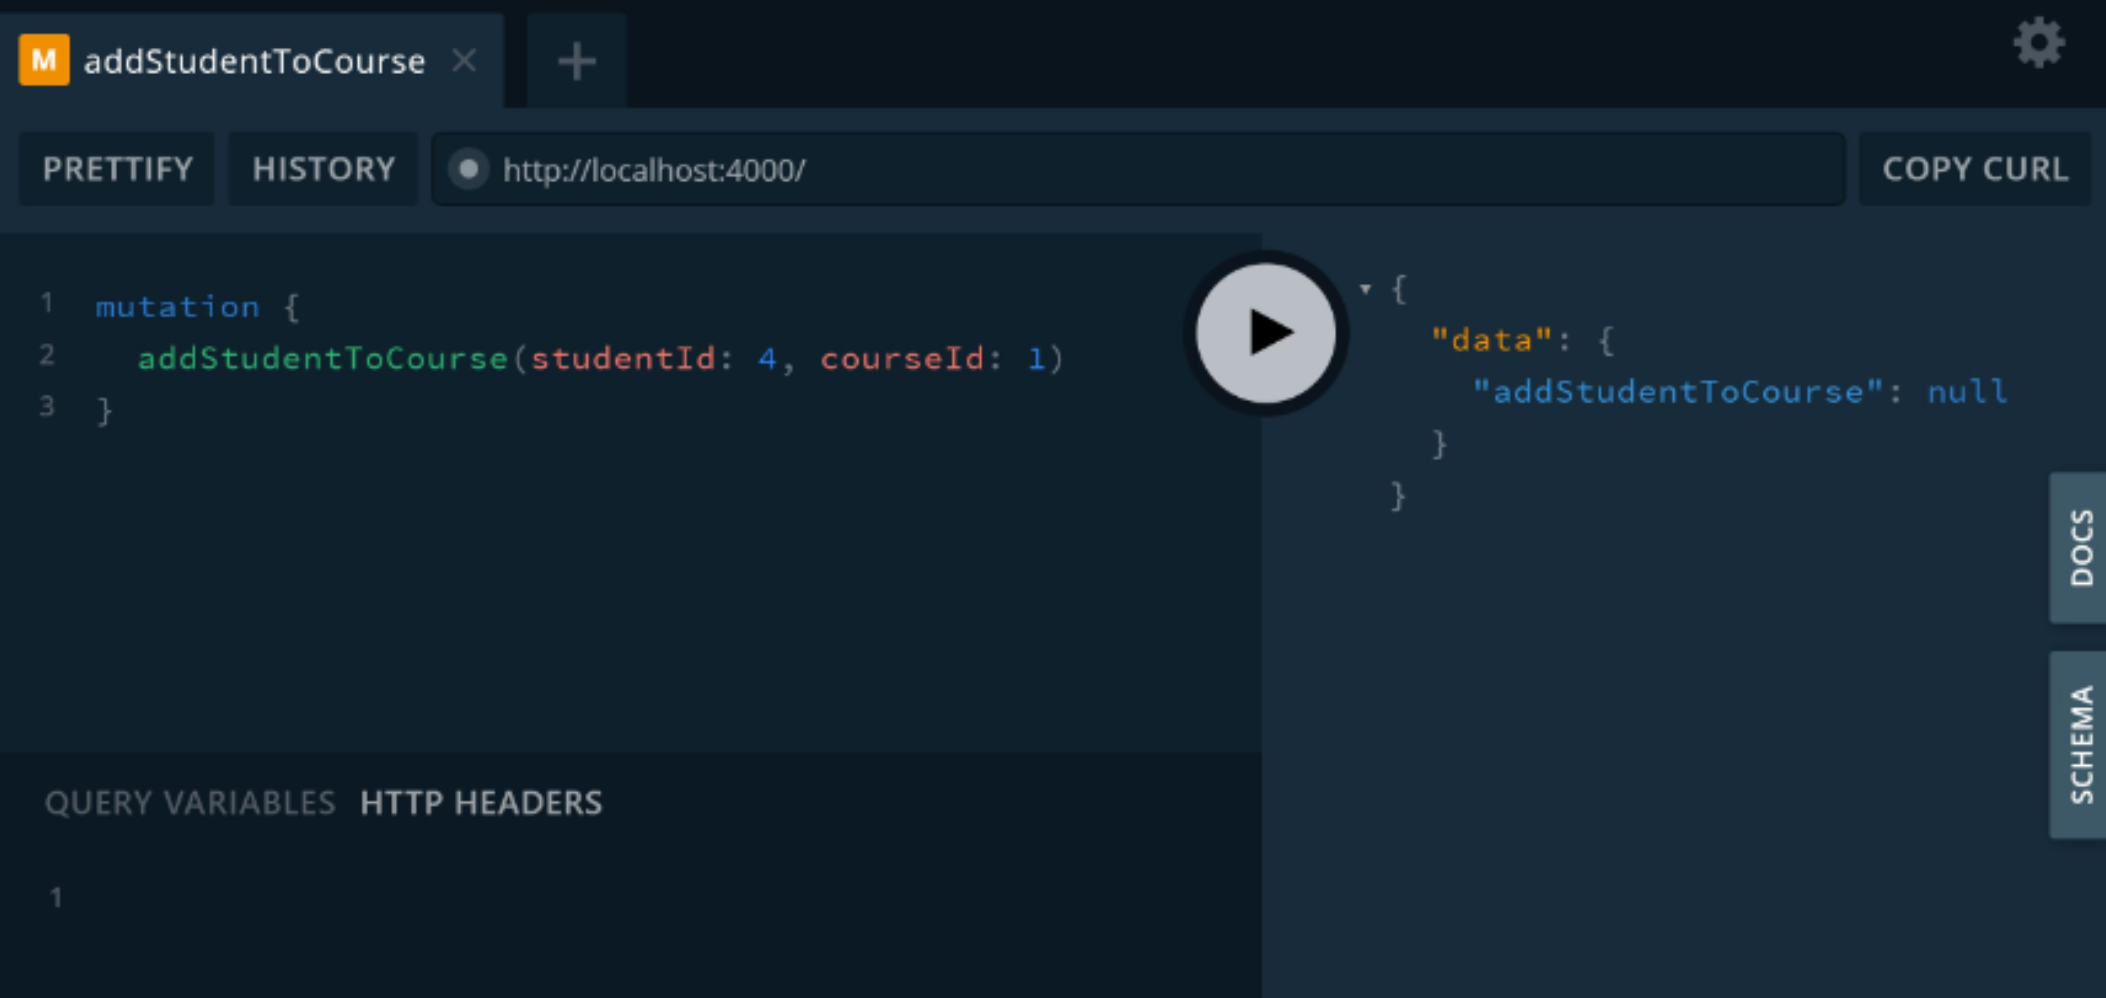 M addStudentToCourse ×
+
PRETTIFY HISTORY http://localhost:4000/ COPY CURL
1 mutation {
2   addStudentToCourse(studentId: 4, courseId: 1)
3 }
{
  "data": {
    "addStudentToCourse": null
  }
}
DOCS
SCHEMA
QUERY VARIABLES HTTP HEADERS
1